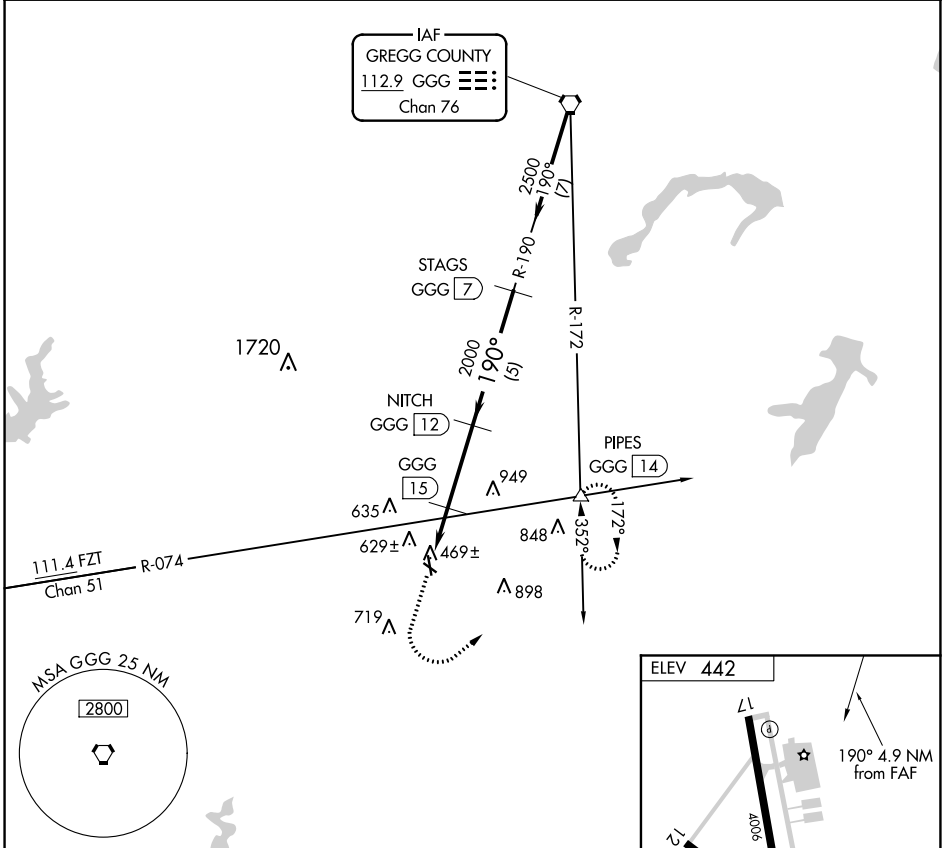 IAF
GREGG COUNTY
112.9 GGG
Chan 76
2500
190°
(7)
R-190
STAGS
GGG 7
R-172
1720
2000
190°
(5)
NITCH
GGG 12
PIPES
GGG 14
GGG
15
949
635
172°
848
352°
629±
469±
111.4 FZT
Chan 51
R-074
898
719
MSA GGG 25 NM
2800
ELEV 442
17
P
190° 4.9 NM
from FAF
4006
12